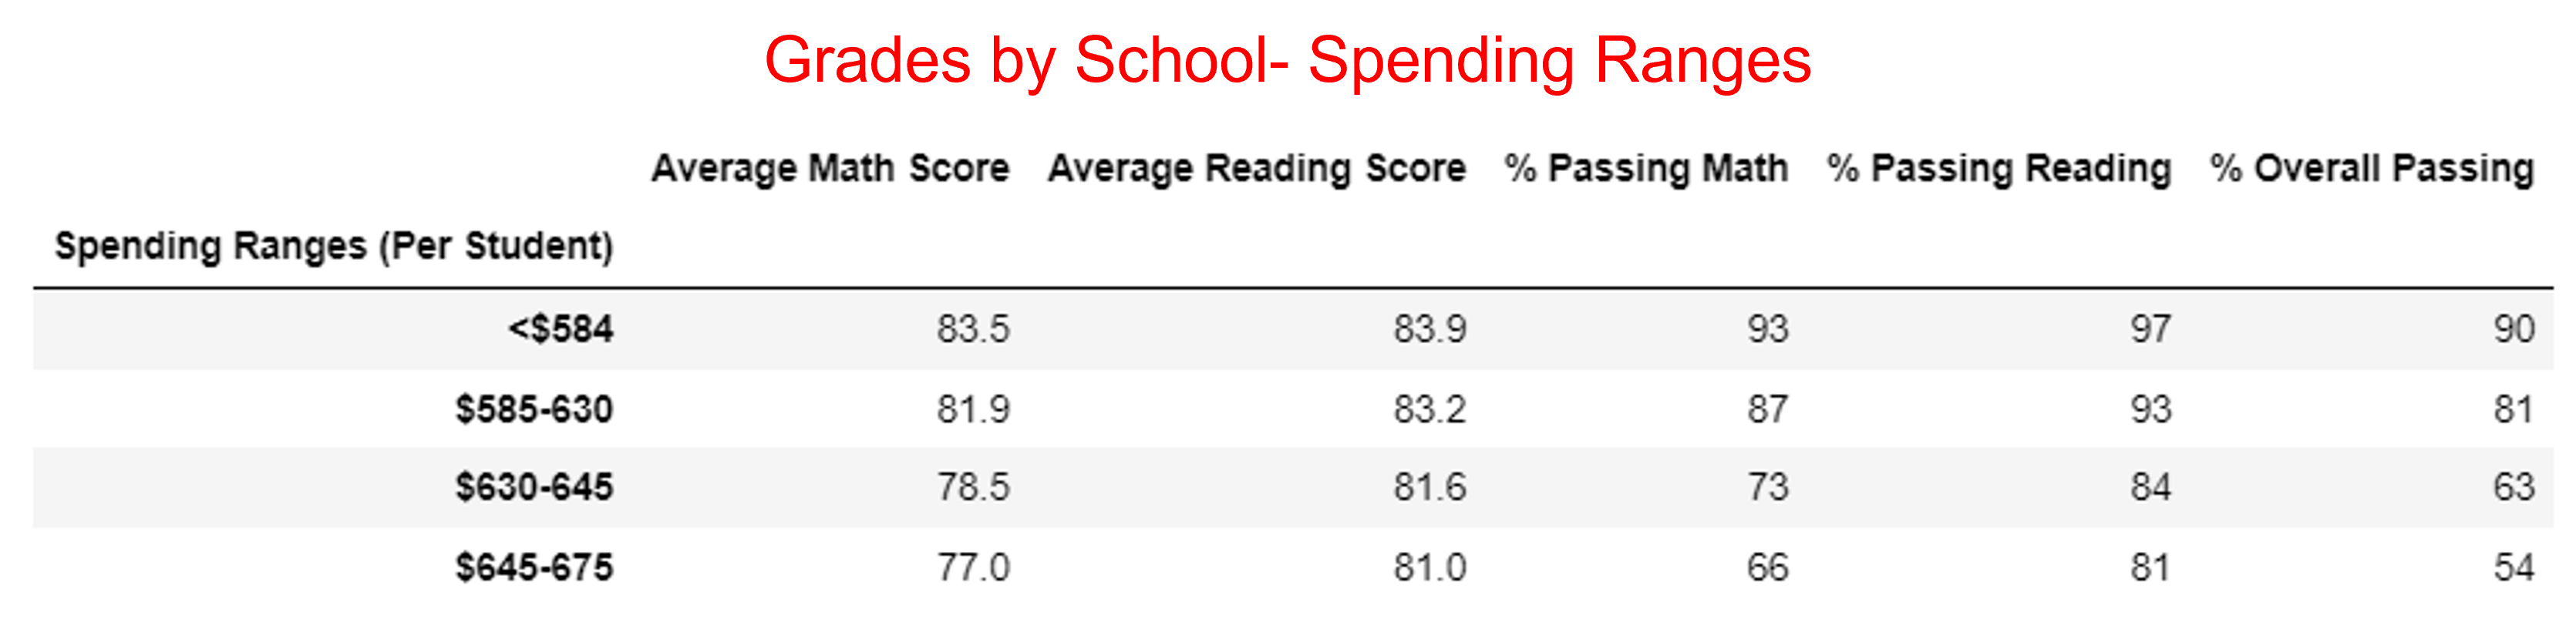 Grades by School- Spending Ranges
Average Math Score Average Reading Score % Passing Math % Passing Reading % Overall Passing
Spending Ranges (Per Student)
<$584 83.5 83.9 93 97 90
$585-630 81.9 83.2 87 93 81
$630-645 78.5 81.6 73 84 63
$645-675 77.0 81.0 66 81 54